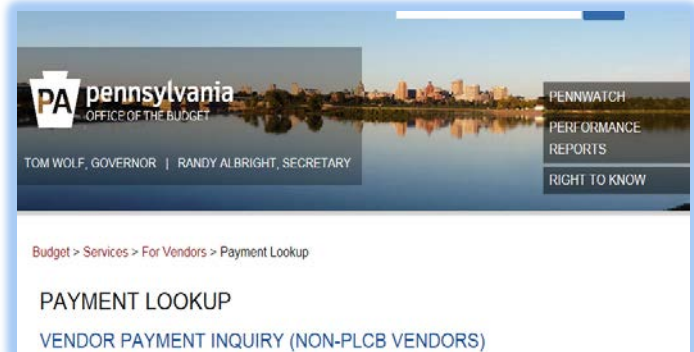 PA pennsylvania
OFFICE OF THE BUDGET
TOM WOLF, GOVERNOR | RANDY ALBRIGHT, SECRETARY
PENNWATCH
PERFORMANCE
REPORTS
RIGHT TO KNOW
Budget > Services > For Vendors > Payment Lookup
PAYMENT LOOKUP
VENDOR PAYMENT INQUIRY (NON-PLCB VENDORS)